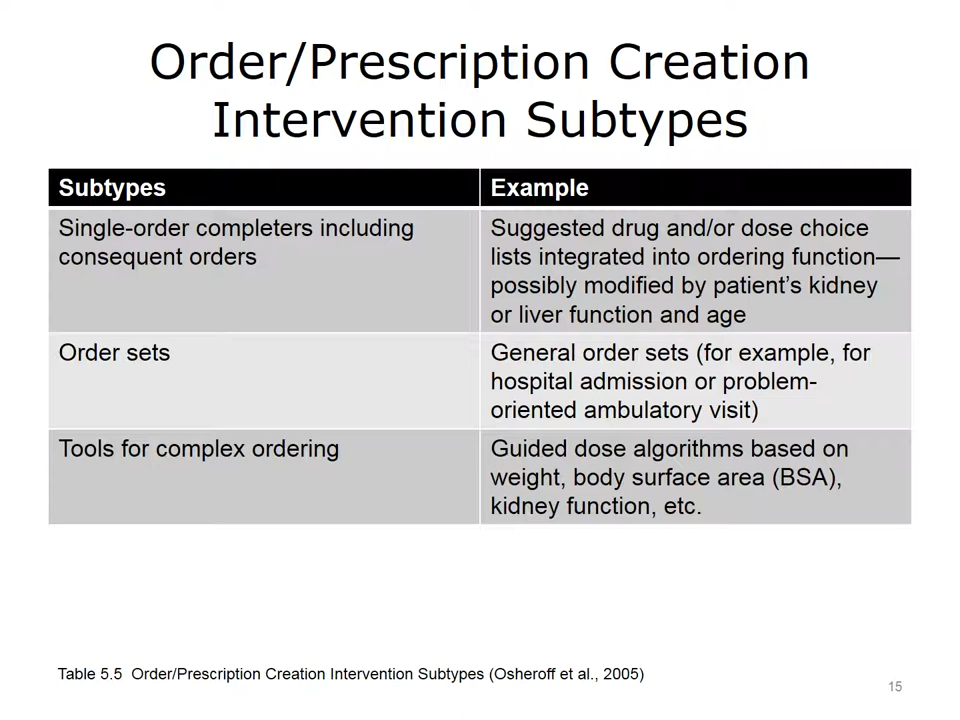 Order/Prescription Creation
Intervention Subtypes
Subtypes
Example
Single-order completers including
consequent orders
Suggested drug and/or dose choice
lists integrated into ordering function—
possibly modified by patient’s kidney
or liver function and age
Order sets
General order sets (for example, for
hospital admission or problem-
oriented ambulatory visit)
Tools for complex ordering
Guided dose algorithms based on
weight, body surface area (BSA),
kidney function, etc.
Table 5.5  Order/Prescription Creation Intervention Subtypes (Osheroff et al., 2005)
15